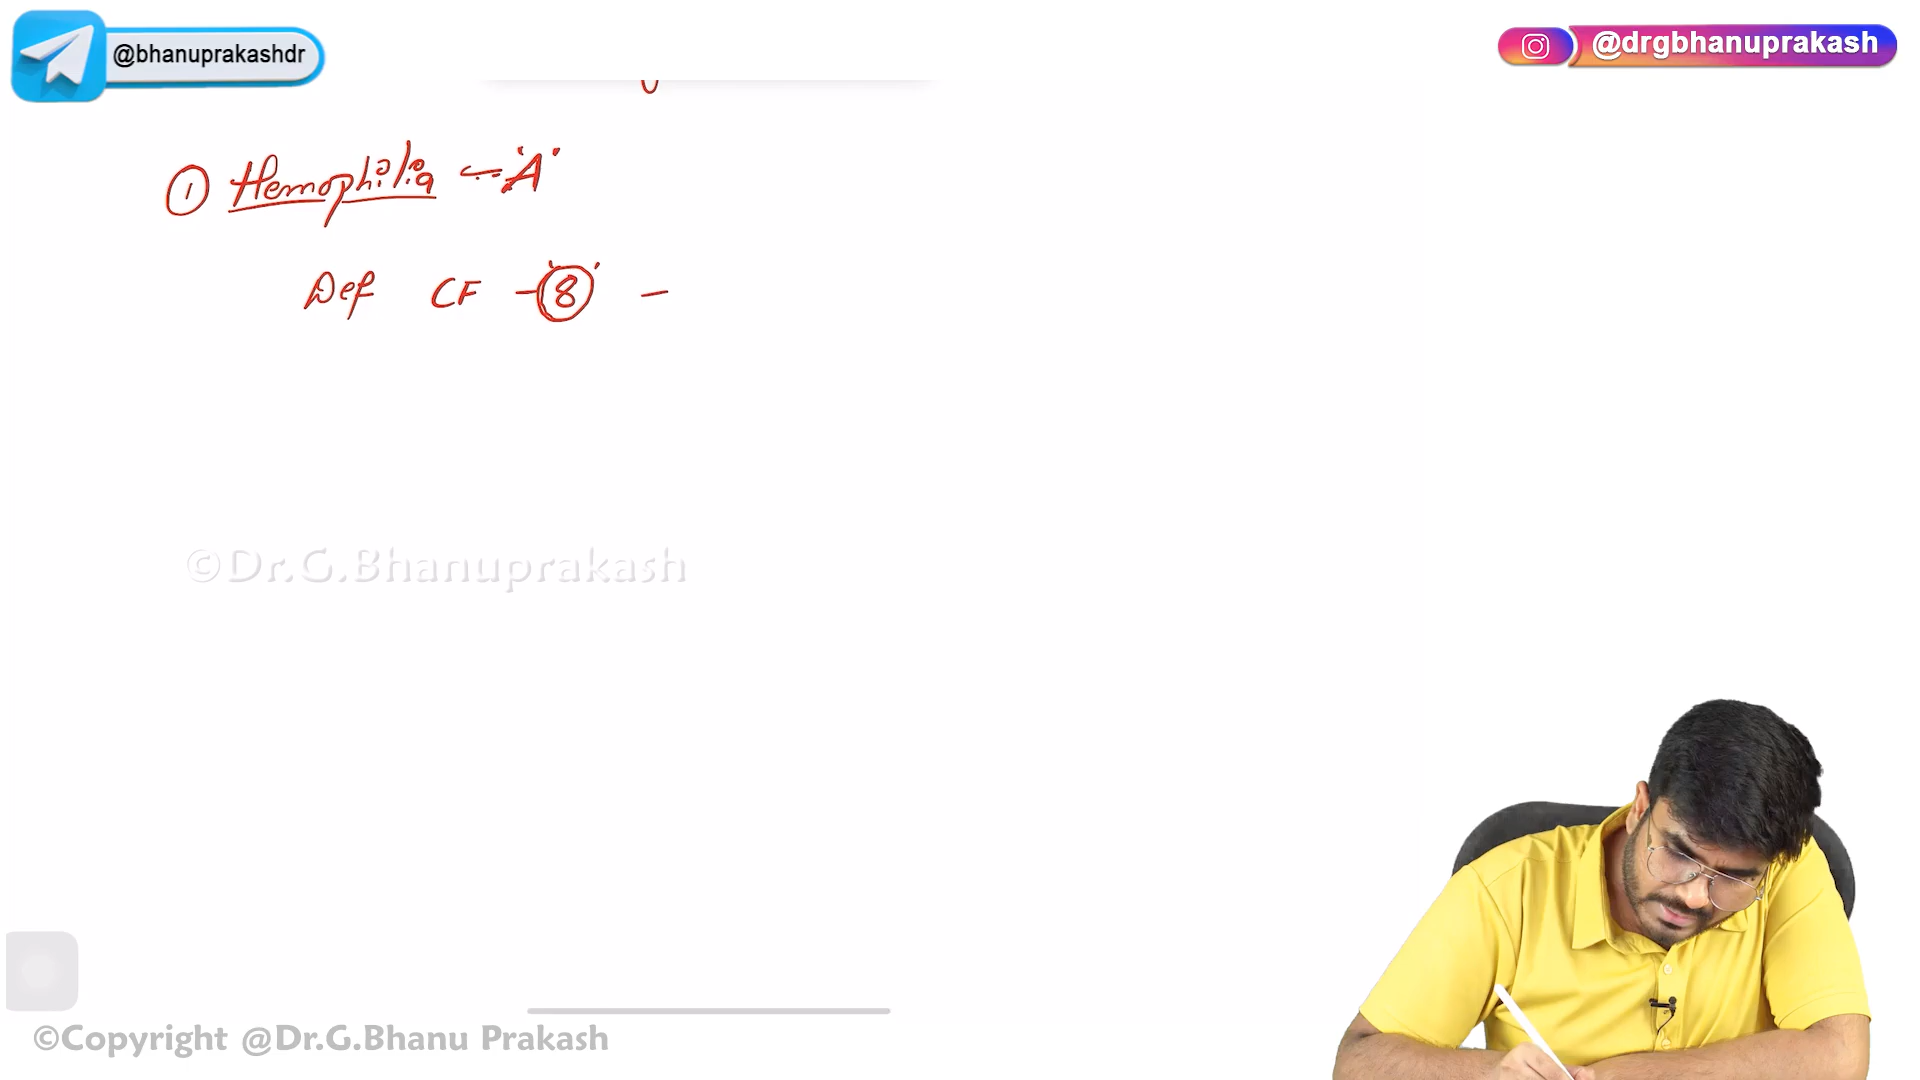 @bhanuprakashdr
@drgbhanuprakash
① Hemophilia - 'A'
Def CF - 8 -
©Dr.G.Bhanuprakash
©Copyright @Dr.G.Bhanu Prakash